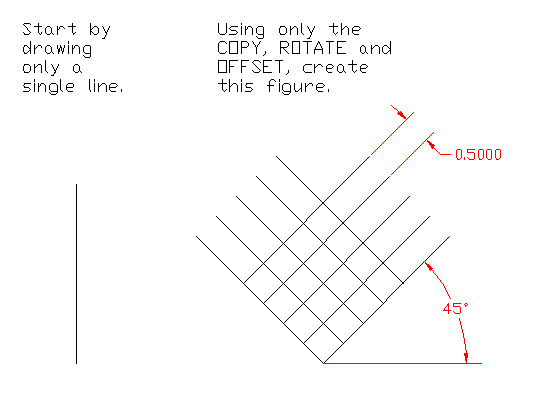 Start by
drawing
only a
single line.
Using only the
COPY, ROTATE and
OFFSET, create
this figure.
0.5000
45°